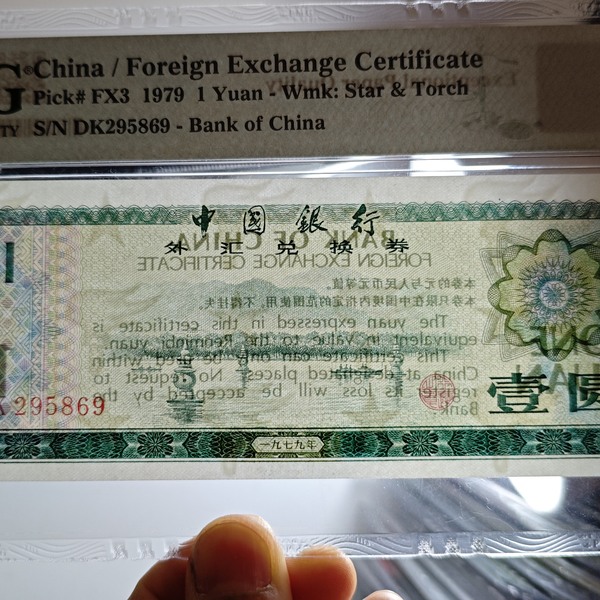 China / Foreign Exchange Certificate
Pick# FX3 1979 1 Yuan - Wmk: Star & Torch
TY S/N DK295869 - Bank of China
Exceptional Paper Quality
中国银行
BANK OF CHINA
外汇兑换券
FOREIGN EXCHANGE CERTIFICATE
本券的元与人民币元等值。
本券只限在中国境内指定的范围使用，不得挂失。
The yuan expressed in this certificate is
equivalent in value to the Renminbi yuan.
This certificate can only be used within
China at designated places. No request to
register its loss will be accepted by the
Bank
295869
壹圆
一九七九年